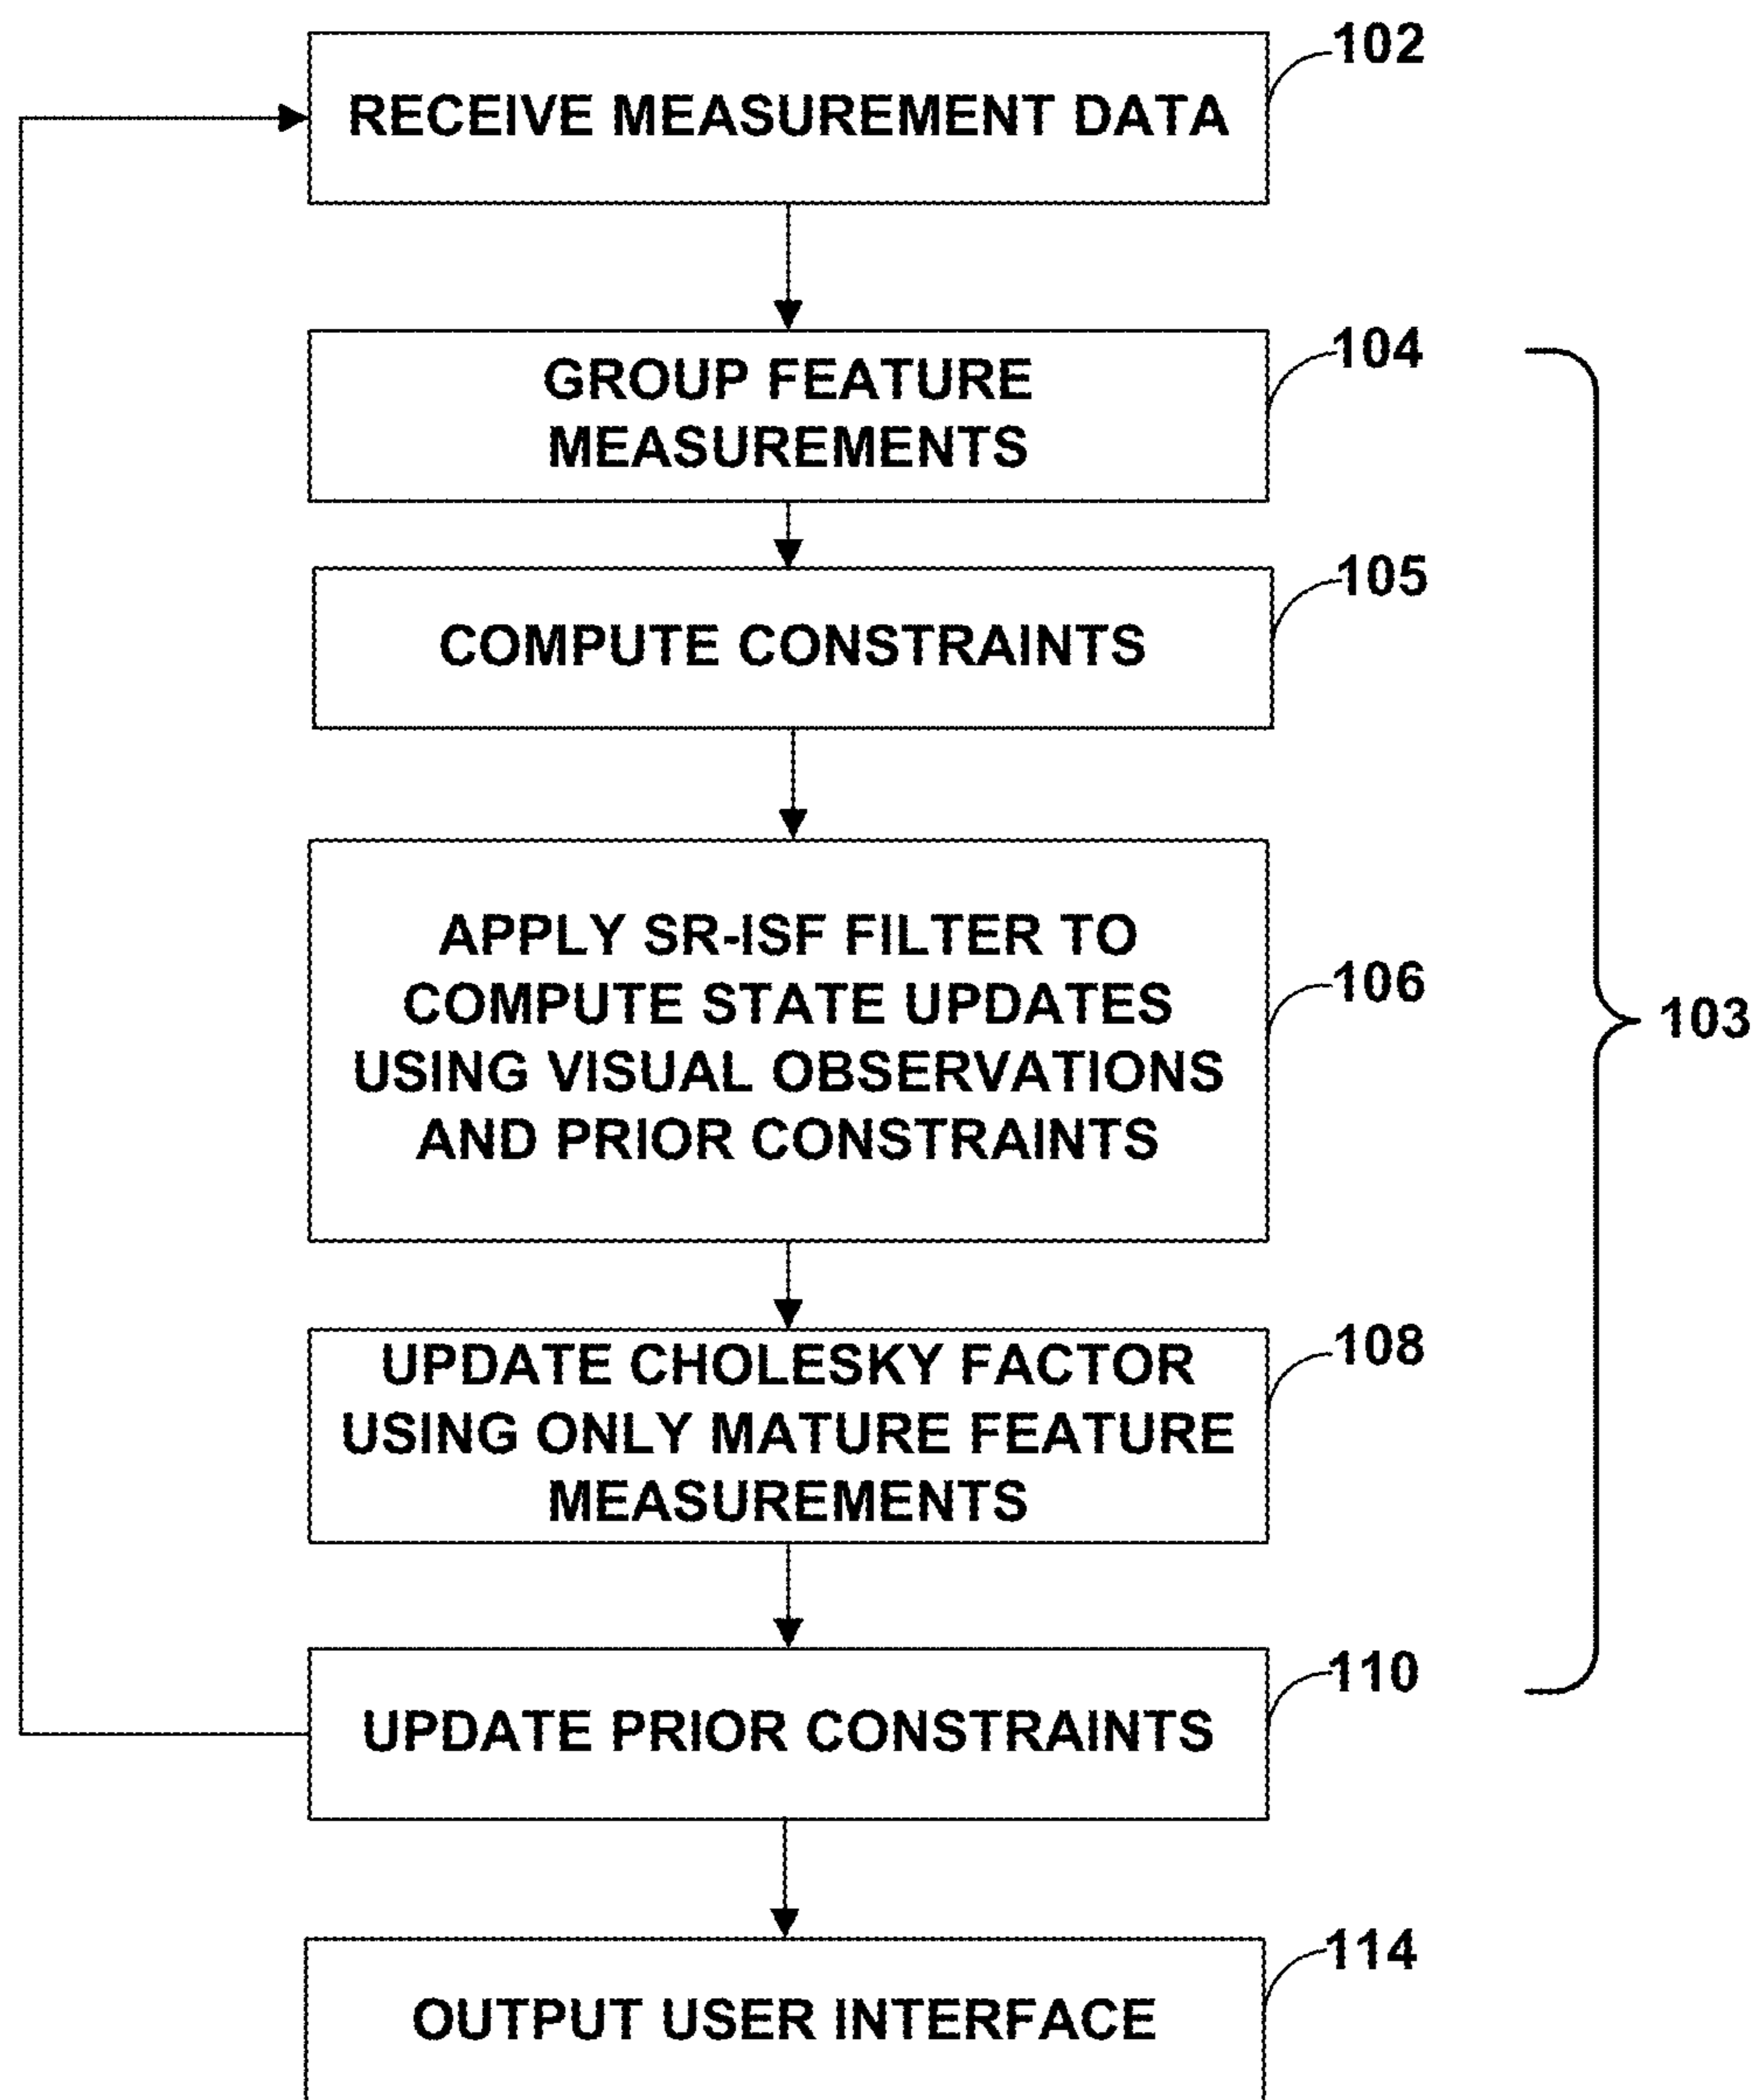 102
RECEIVE MEASUREMENT DATA
104
GROUP FEATURE
MEASUREMENTS
105
COMPUTE CONSTRAINTS
APPLY SR-ISF FILTER TO
COMPUTE STATE UPDATES
USING VISUAL OBSERVATIONS
AND PRIOR CONSTRAINTS
106
103
UPDATE CHOLESKY FACTOR
USING ONLY MATURE FEATURE
MEASUREMENTS
108
110
UPDATE PRIOR CONSTRAINTS
114
OUTPUT USER INTERFACE